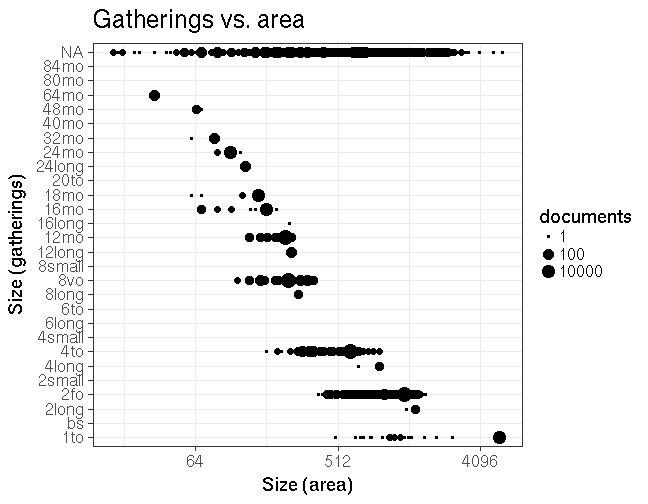 Gatherings vs. area
NA
84mo
80mo
64mo
48mo
40mo
32mo
24mo
24long
20to
18mo
16mo
16long
12mo
12long
8small
8vo
8long
6to
6long
4small
4to
4long
2small
2fo
2long
bs
1to
Size (gatherings)
64
512
4096
Size (area)
documents
1
100
10000